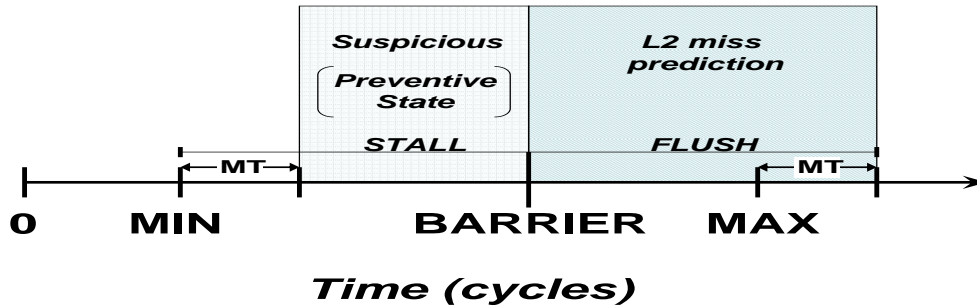 Suspicious
Preventive
State
STALL
L2 miss
prediction
FLUSH
MT
MT
0
MIN
BARRIER
MAX
Time (cycles)